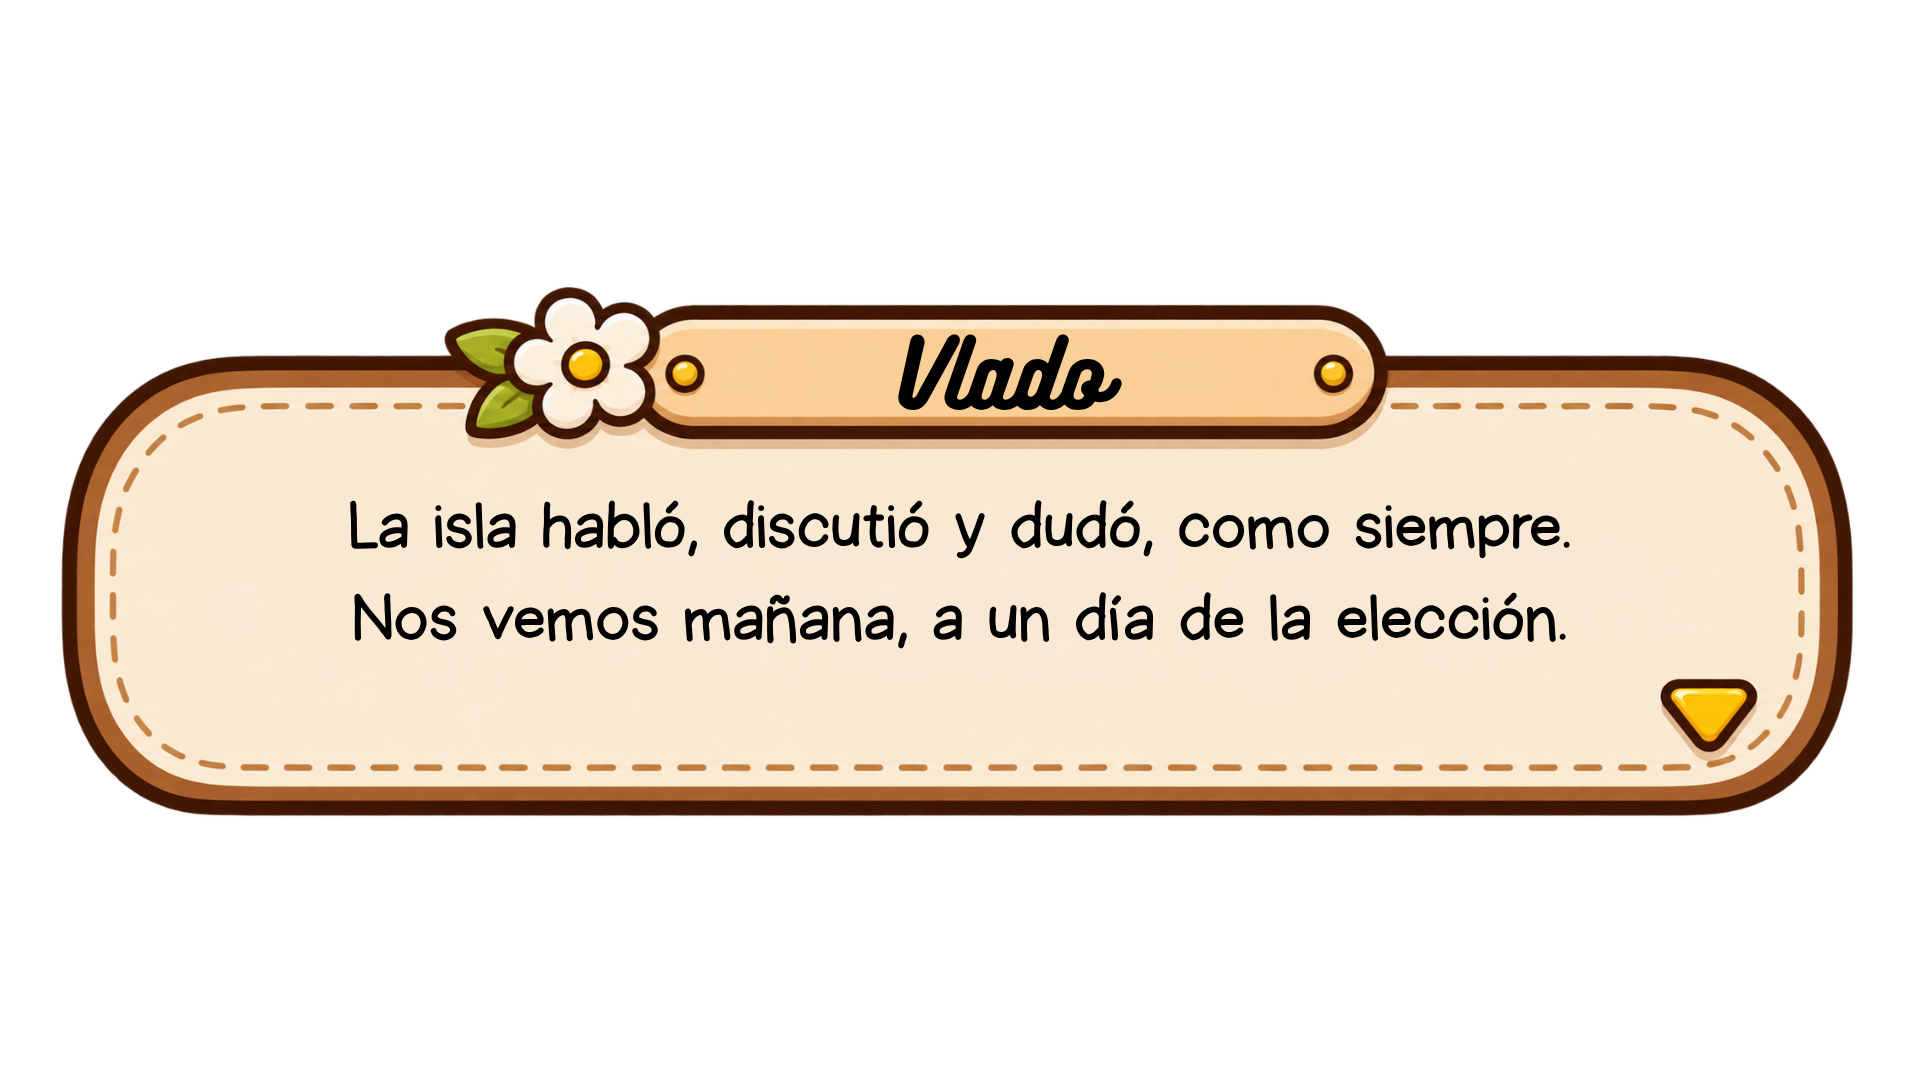 Vlado
La isla habló, discutió y dudó, como siempre.
Nos vemos mañana, a un día de la elección.